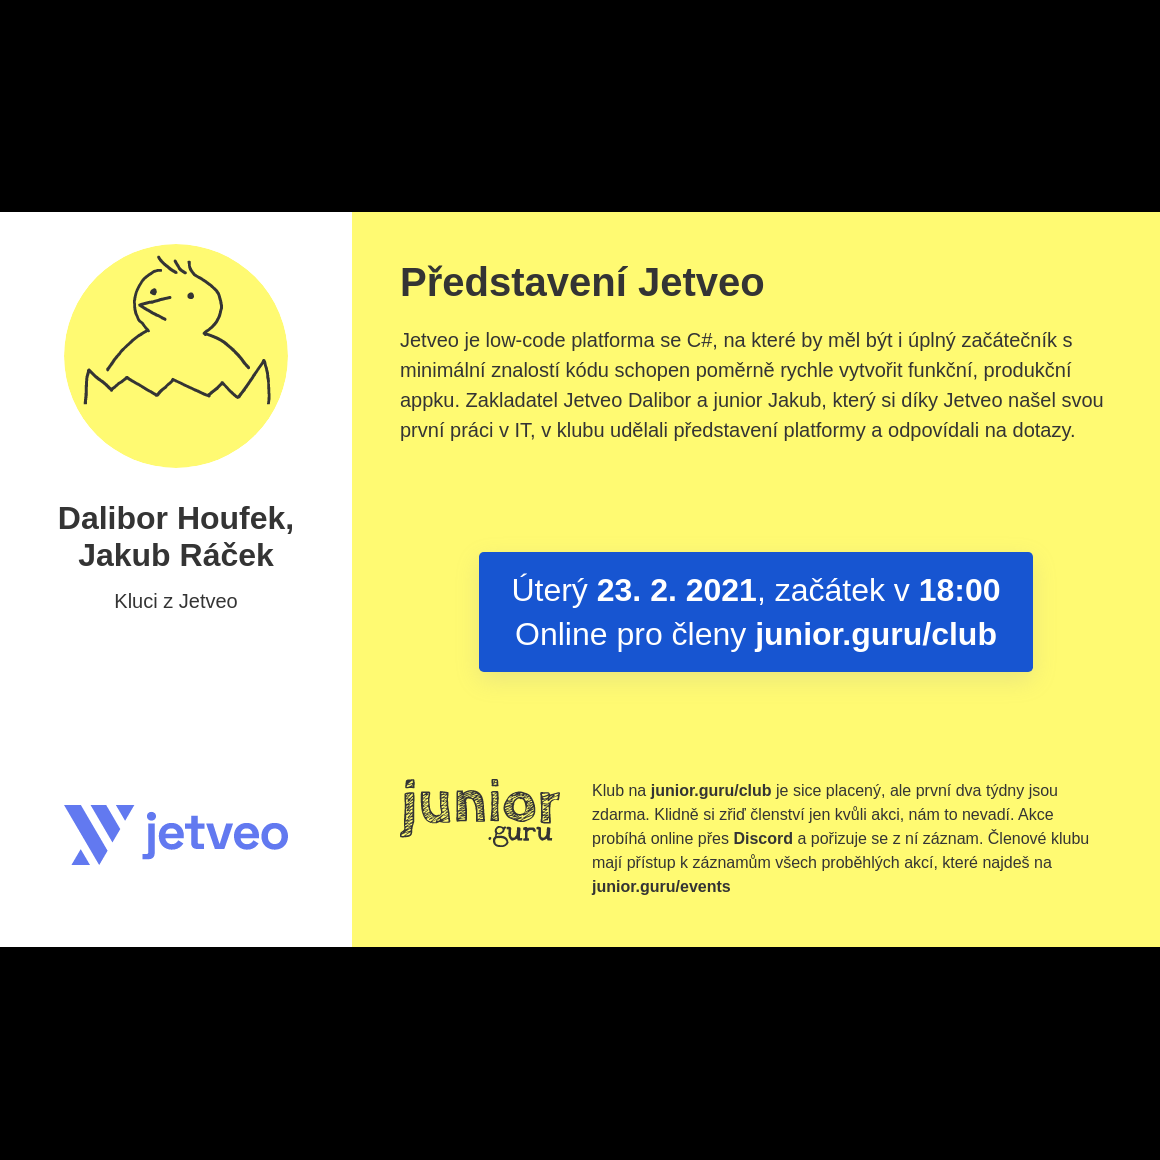 Dalibor Houfek,
Jakub Ráček
Kluci z Jetveo
jetveo
Představení Jetveo
Jetveo je low-code platforma se C#, na které by měl být i úplný začátečník s
minimální znalostí kódu schopen poměrně rychle vytvořit funkční, produkční
appku. Zakladatel Jetveo Dalibor a junior Jakub, který si díky Jetveo našel svou
první práci v IT, v klubu udělali představení platformy a odpovídali na dotazy.
Úterý 23. 2. 2021, začátek v 18:00
Online pro členy junior.guru/club
junior
.guru
Klub na junior.guru/club je sice placený, ale první dva týdny jsou
zdarma. Klidně si zřiď členství jen kvůli akci, nám to nevadí. Akce
probíhá online přes Discord a pořizuje se z ní záznam. Členové klubu
mají přístup k záznamům všech proběhlých akcí, které najdeš na
junior.guru/events